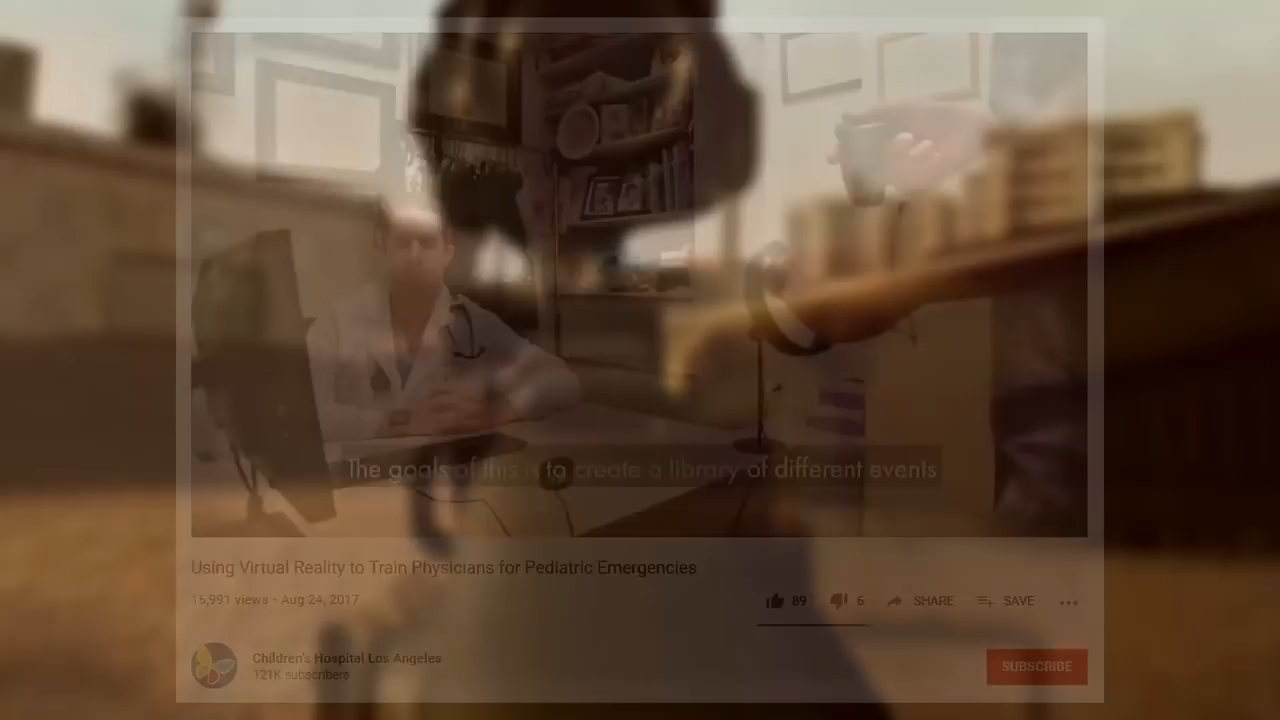 The goals of this is to create a library of different events
Using Virtual Reality to Train Physicians for Pediatric Emergencies
15,991 views · Aug 24, 2017
89
6
SHARE
SAVE
Children's Hospital Los Angeles
121K subscribers
SUBSCRIBE